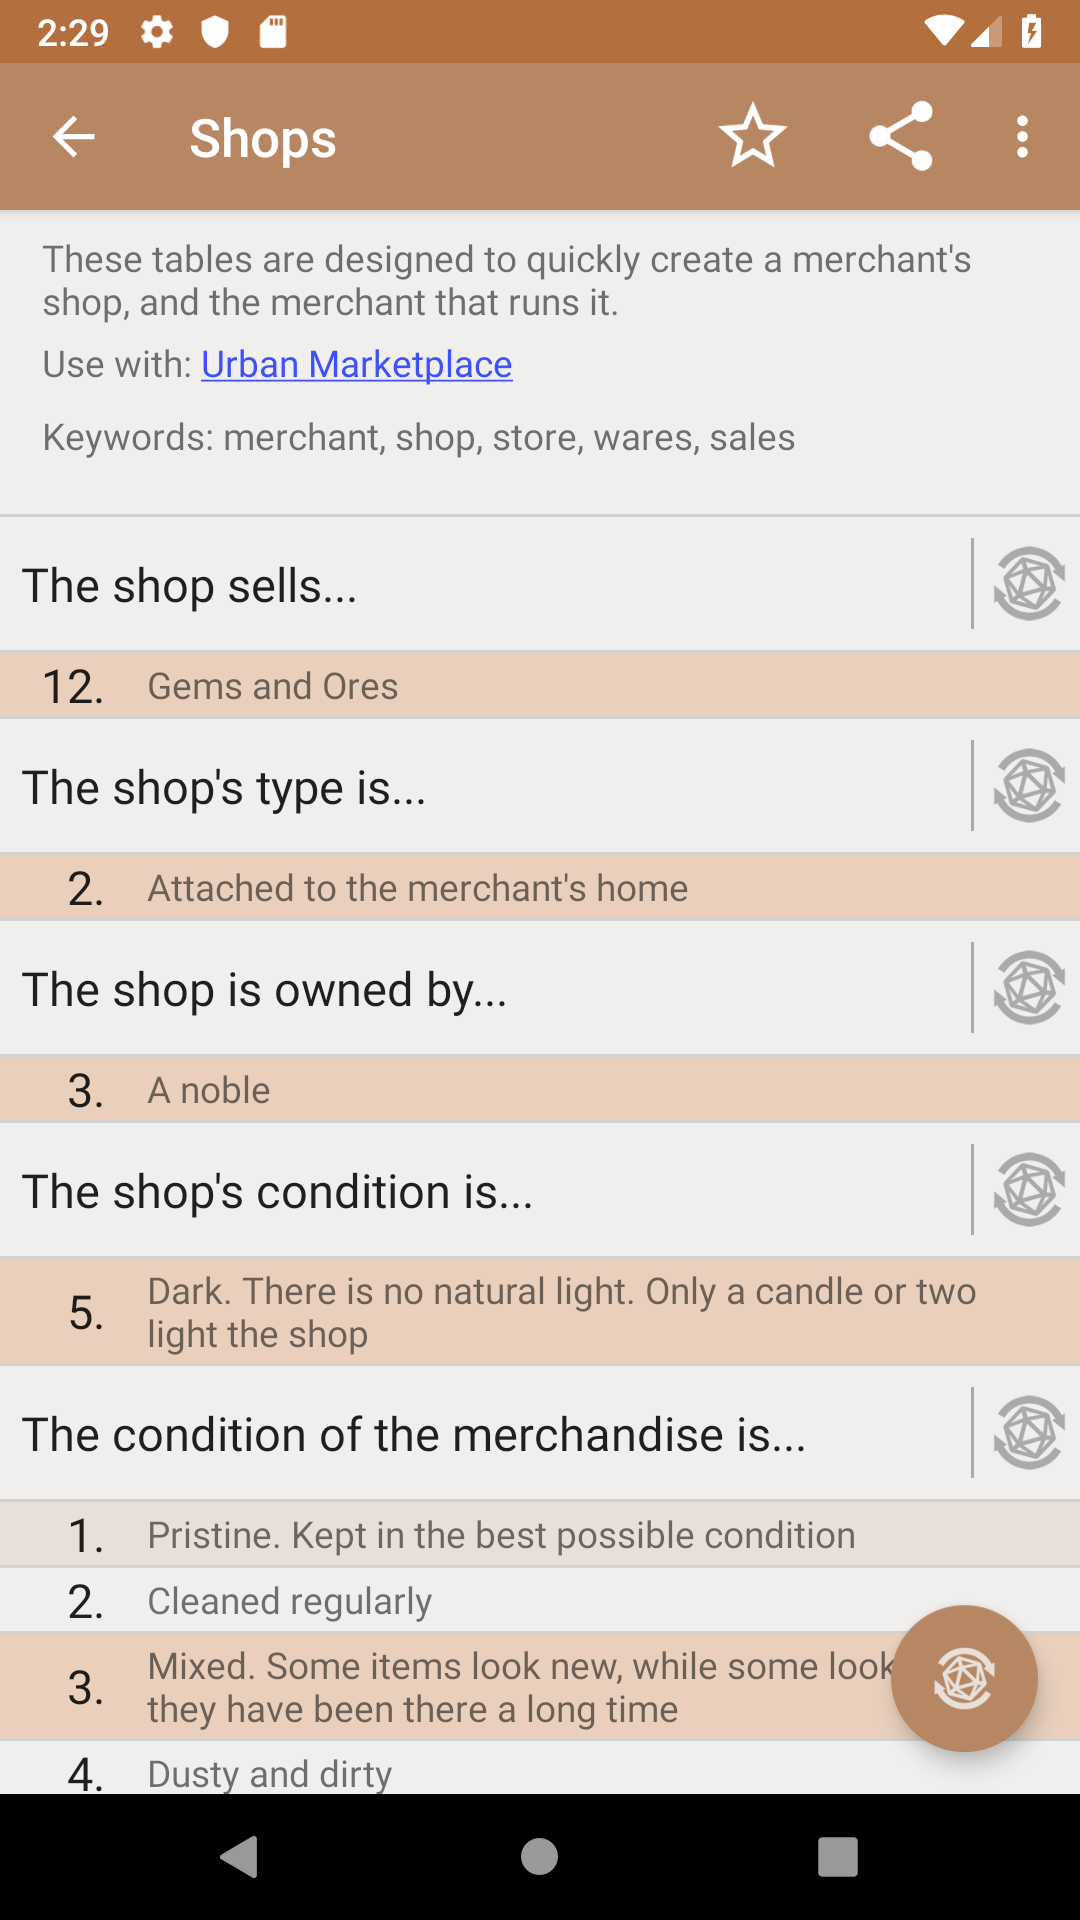 2:29
Shops
These tables are designed to quickly create a merchant's
shop, and the merchant that runs it.
Use with: Urban Marketplace
Keywords: merchant, shop, store, wares, sales
The shop sells...
12. Gems and Ores
The shop's type is...
2. Attached to the merchant's home
The shop is owned by...
3. A noble
The shop's condition is...
5. Dark. There is no natural light. Only a candle or two
light the shop
The condition of the merchandise is...
1. Pristine. Kept in the best possible condition
2. Cleaned regularly
3. Mixed. Some items look new, while some look
they have been there a long time
4. Dusty and dirty